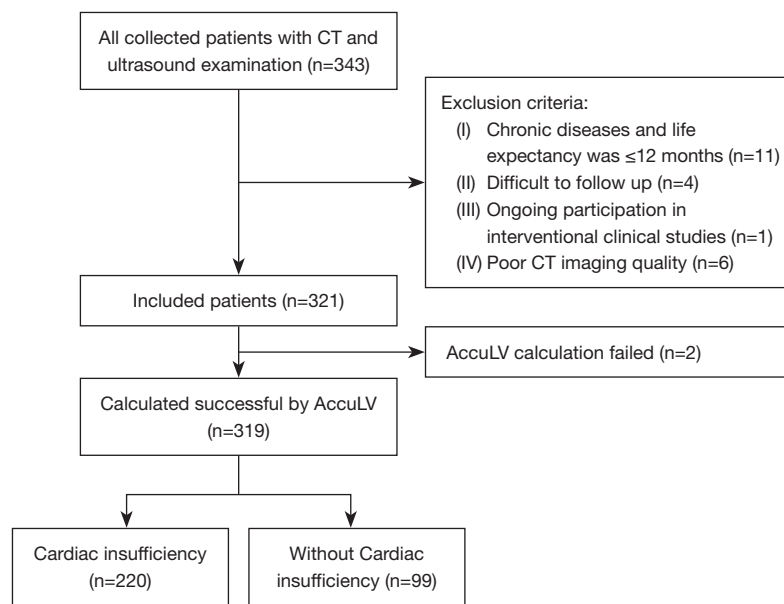 All collected patients with CT and
ultrasound examination (n=343)
Exclusion criteria:
(I) Chronic diseases and life
expectancy was ≤12 months (n=11)
(II) Difficult to follow up (n=4)
(III) Ongoing participation in
interventional clinical studies (n=1)
(IV) Poor CT imaging quality (n=6)
Included patients (n=321)
AccuLV calculation failed (n=2)
Calculated successful by AccuLV
(n=319)
Cardiac insufficiency
(n=220)
Without Cardiac
insufficiency (n=99)